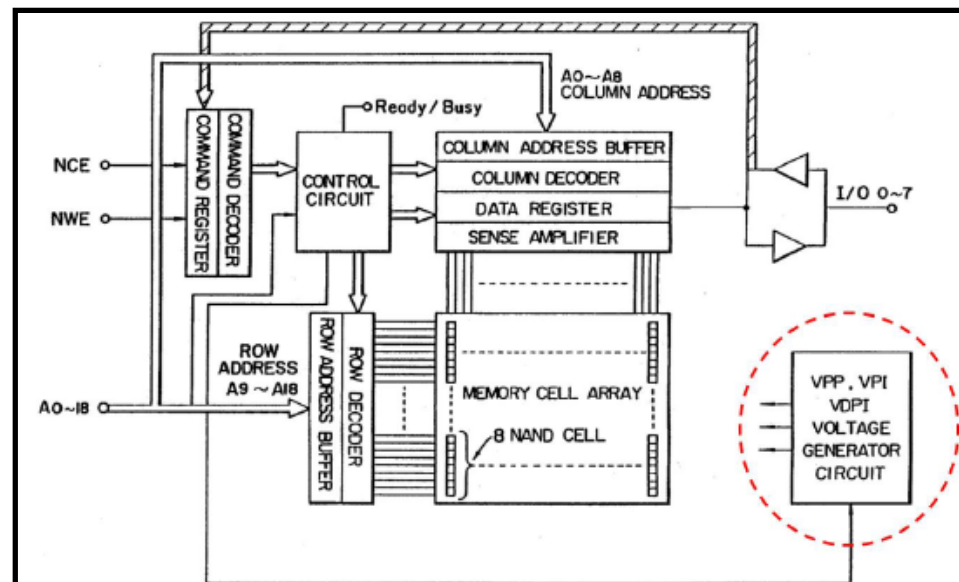 A0~A8
COLUMN ADDRESS
Ready/Busy
NCE
NWE
COMMAND REGISTER
COMMAND DECODER
CONTROL
CIRCUIT
COLUMN ADDRESS BUFFER
COLUMN DECODER
DATA REGISTER
SENSE AMPLIFIER
I/O 0~7
ROW
ADDRESS
A9~A18
A0~18
ROW ADDRESS BUFFER
ROW DECODER
MEMORY CELL ARRAY
8 NAND CELL
VPP, VPI
VDPI
VOLTAGE
GENERATOR
CIRCUIT